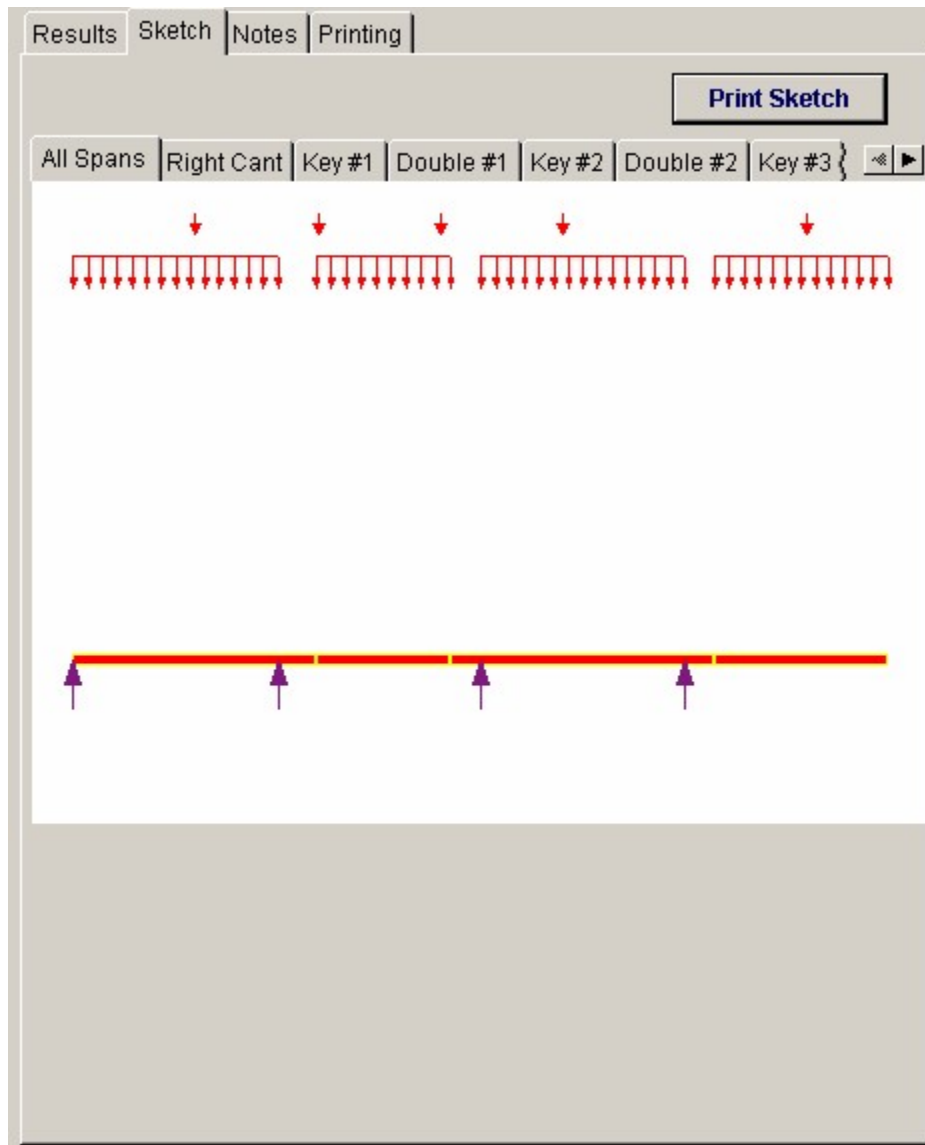 Results Sketch Notes Printing
Print Sketch
All Spans Right Cant Key #1 Double #1 Key #2 Double #2 Key #3